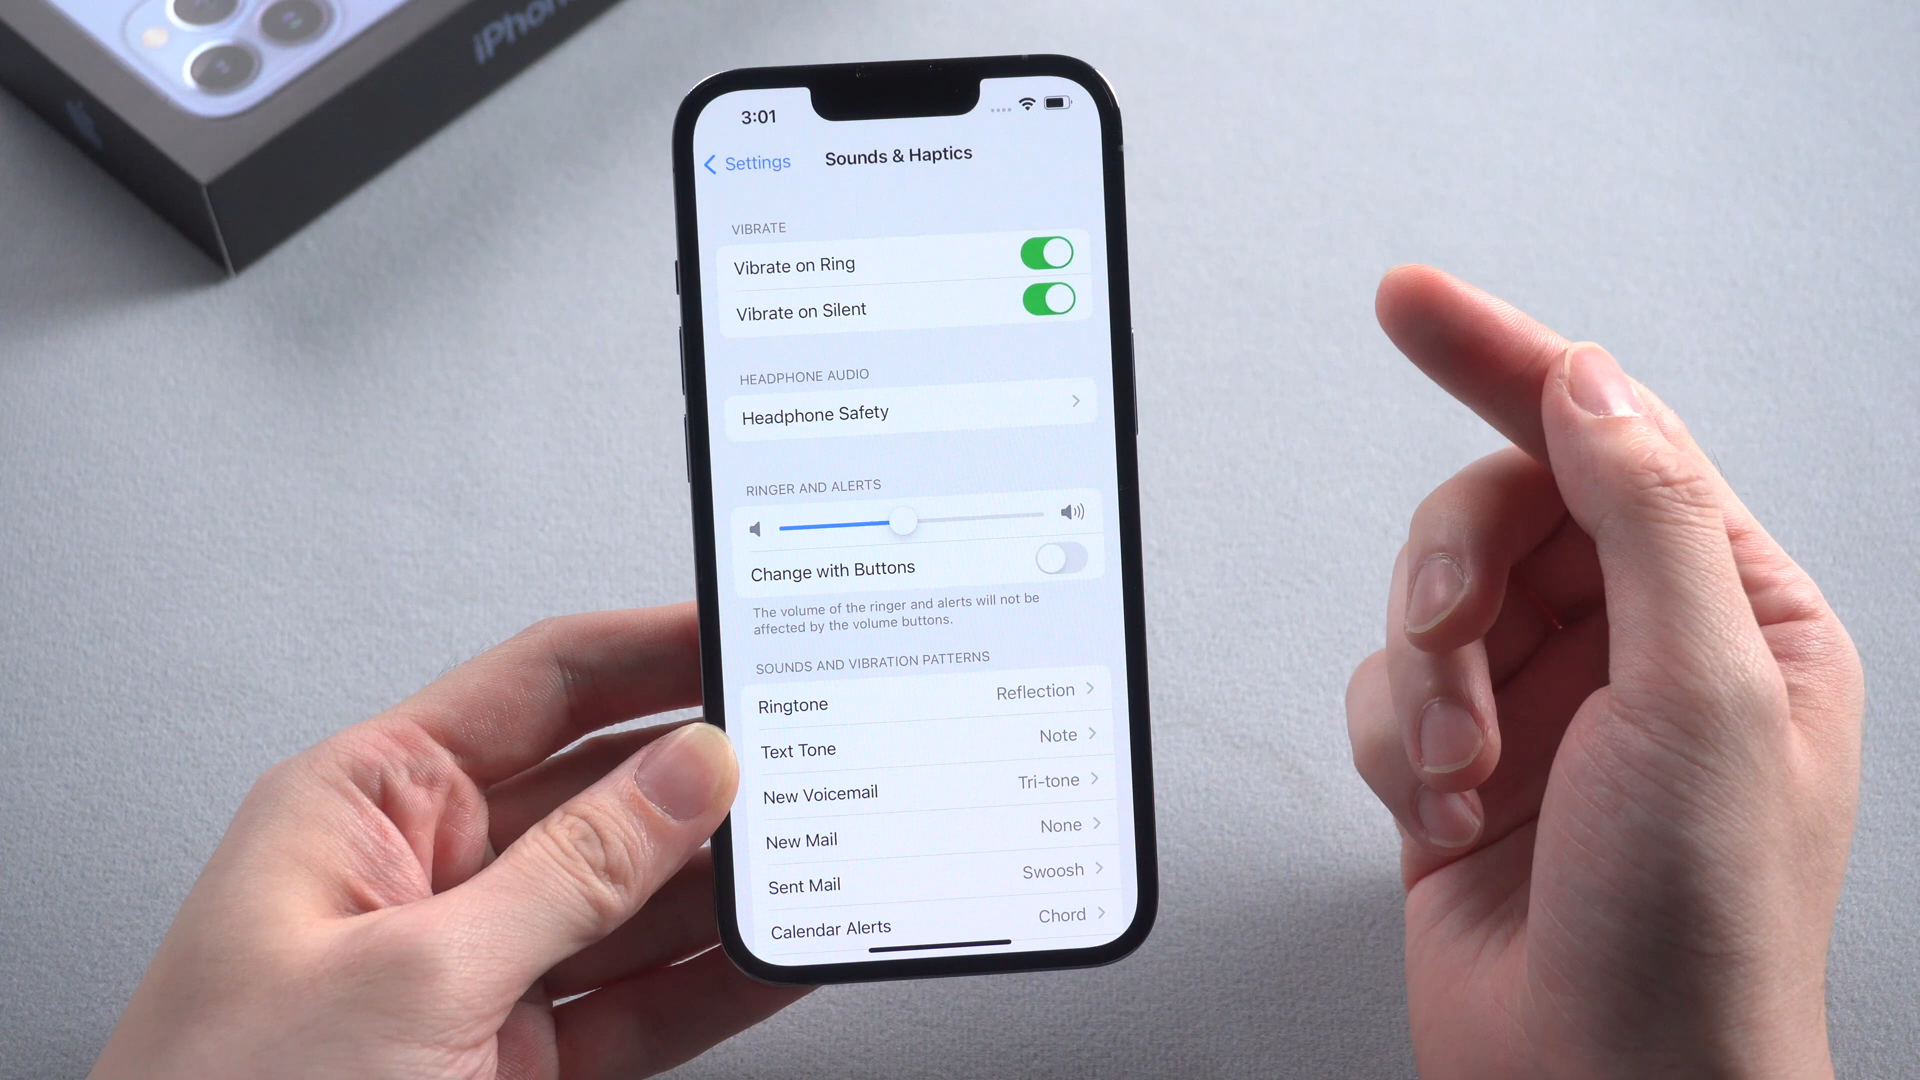 iPhone
3:01
Settings
Sounds & Haptics
VIBRATE
Vibrate on Ring
Vibrate on Silent
HEADPHONE AUDIO
Headphone Safety
RINGER AND ALERTS
Change with Buttons
The volume of the ringer and alerts will not be
affected by the volume buttons.
SOUNDS AND VIBRATION PATTERNS
Ringtone Reflection
Text Tone Note
New Voicemail Tri-tone
New Mail None
Sent Mail Swoosh
Calendar Alerts Chord